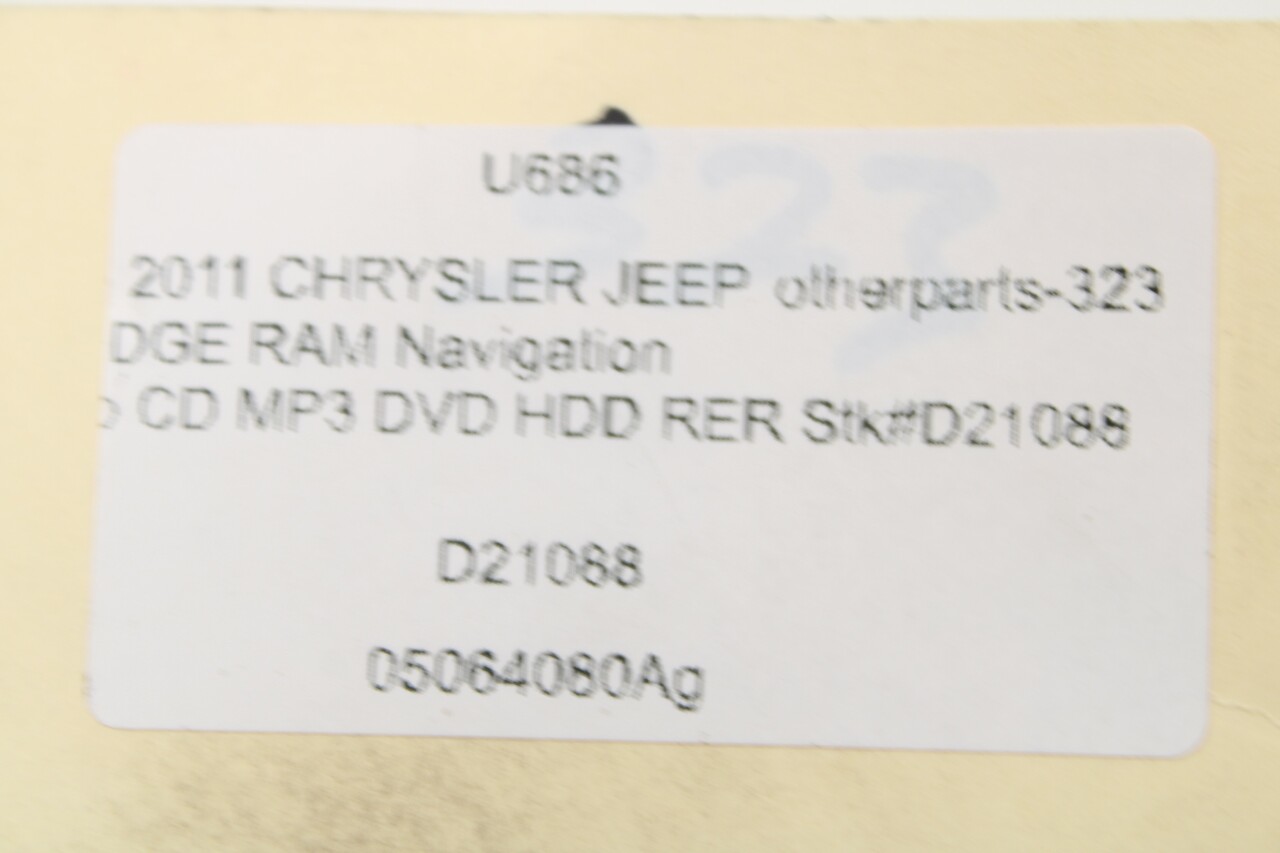 U686
2011 CHRYSLER JEEP otherparts-323
DGE RAM Navigation
CD MP3 DVD HDD RER Stk#D21088
D21088
05064080Ag